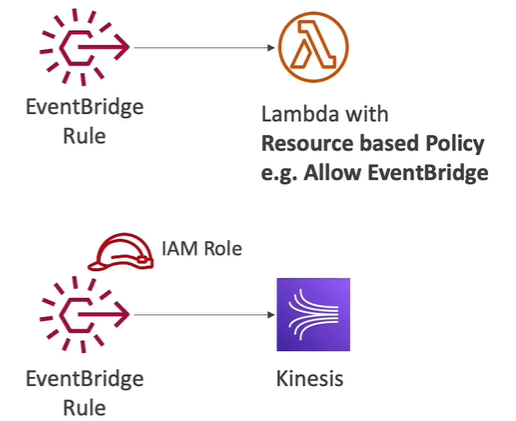 EventBridge
Rule
Lambda with
Resource based Policy
e.g. Allow EventBridge
IAM Role
EventBridge
Rule
Kinesis